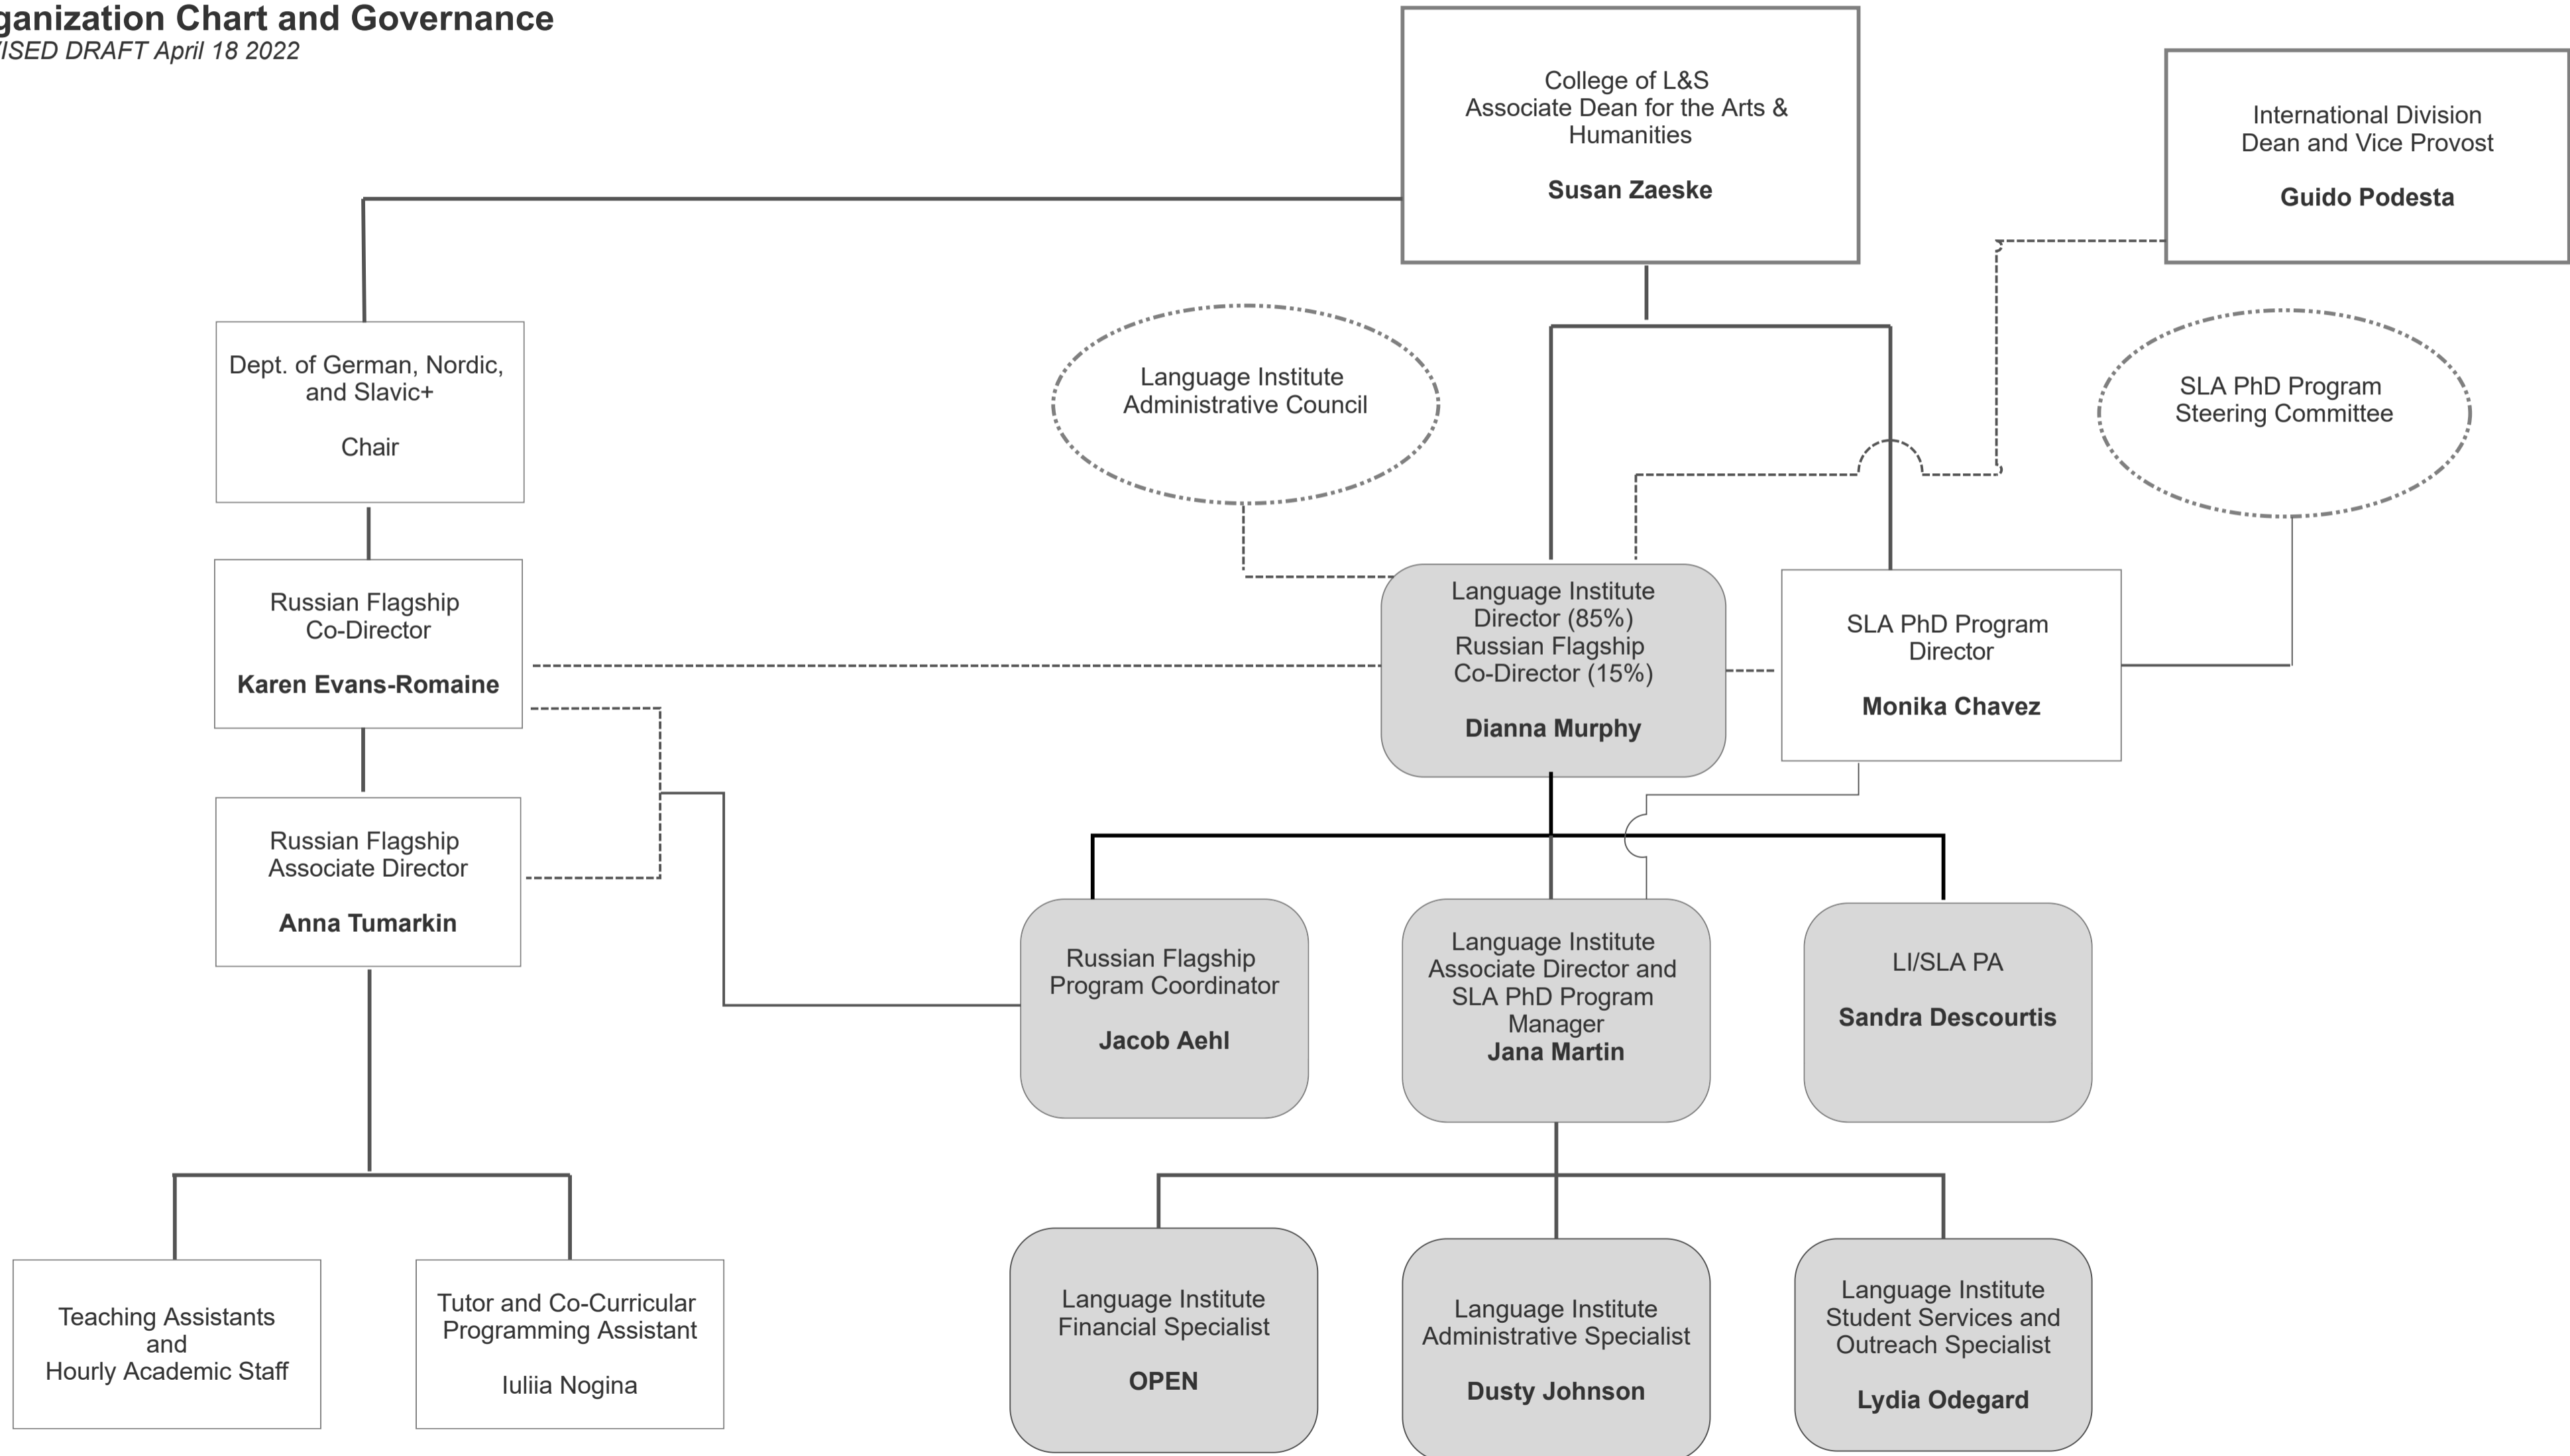 ganization Chart and Governance
ISED DRAFT April 18 2022
College of L&S
Associate Dean for the Arts &
Humanities
Susan Zaeske
International Division
Dean and Vice Provost
Guido Podesta
Dept. of German, Nordic,
and Slavic+
Chair
Language Institute
Administrative Council
SLA PhD Program
Steering Committee
Russian Flagship
Co-Director
Karen Evans-Romaine
Language Institute
Director (85%)
Russian Flagship
Co-Director (15%)
Dianna Murphy
SLA PhD Program
Director
Monika Chavez
Russian Flagship
Associate Director
Anna Tumarkin
Russian Flagship
Program Coordinator
Jacob Aehl
Language Institute
Associate Director and
SLA PhD Program
Manager
Jana Martin
LI/SLA PA
Sandra Descourtis
Teaching Assistants
and
Hourly Academic Staff
Tutor and Co-Curricular
Programming Assistant
Iuliia Nogina
Language Institute
Financial Specialist
OPEN
Language Institute
Administrative Specialist
Dusty Johnson
Language Institute
Student Services and
Outreach Specialist
Lydia Odegard